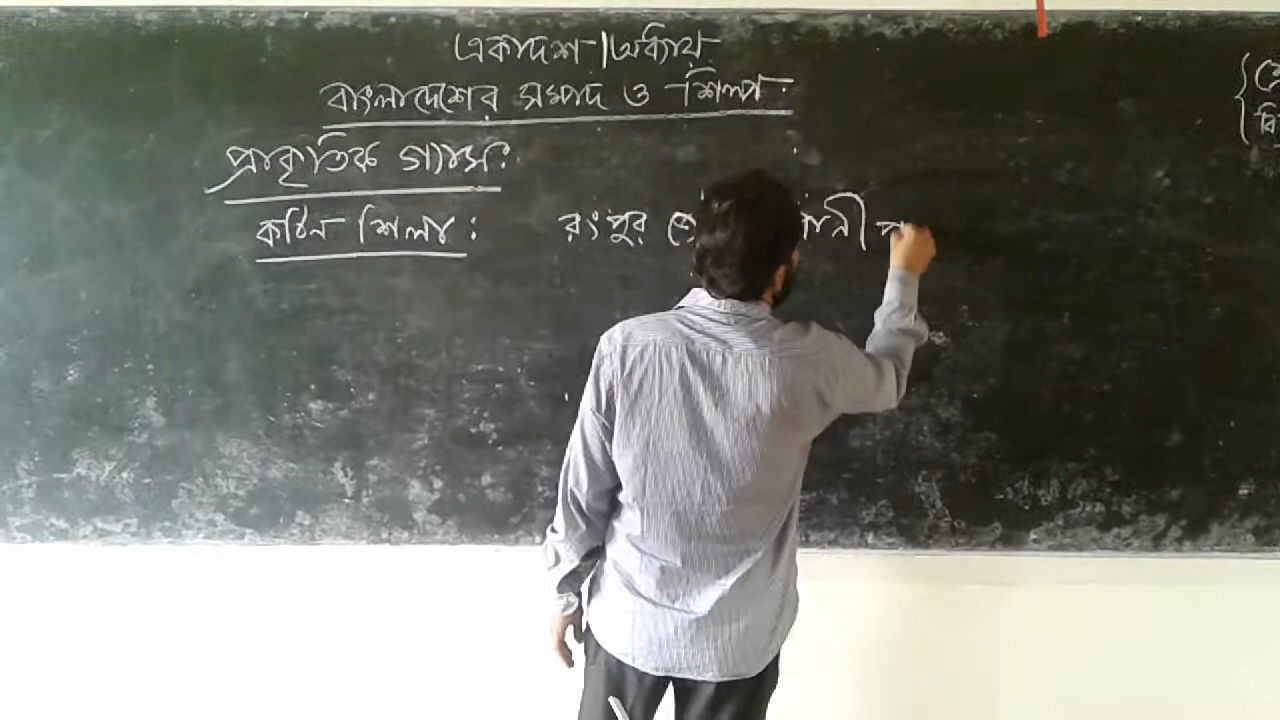 একাদশ অধ্যায়
বাংলাদেশের সম্পদ ও শিল্প
প্রাকৃতিক গ্যাস:
কঠিন শিলা : রংপুর